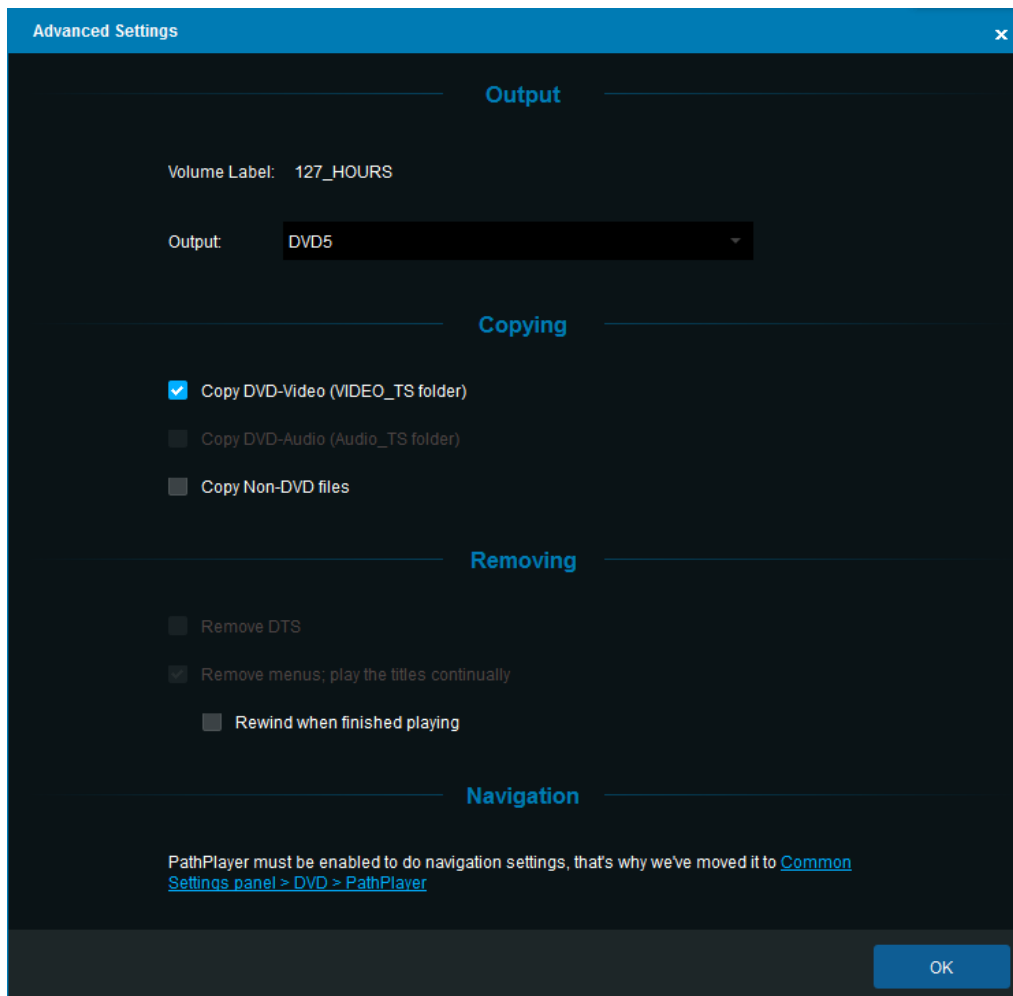 Advanced Settings
Output
Volume Label: 127_HOURS
Output: DVD5
Copying
Copy DVD-Video (VIDEO_TS folder)
Copy DVD-Audio (Audio_TS folder)
Copy Non-DVD files
Removing
Remove DTS
Remove menus; play the titles continually
Rewind when finished playing
Navigation
PathPlayer must be enabled to do navigation settings, that's why we've moved it to Common
Settings panel > DVD > PathPlayer
OK